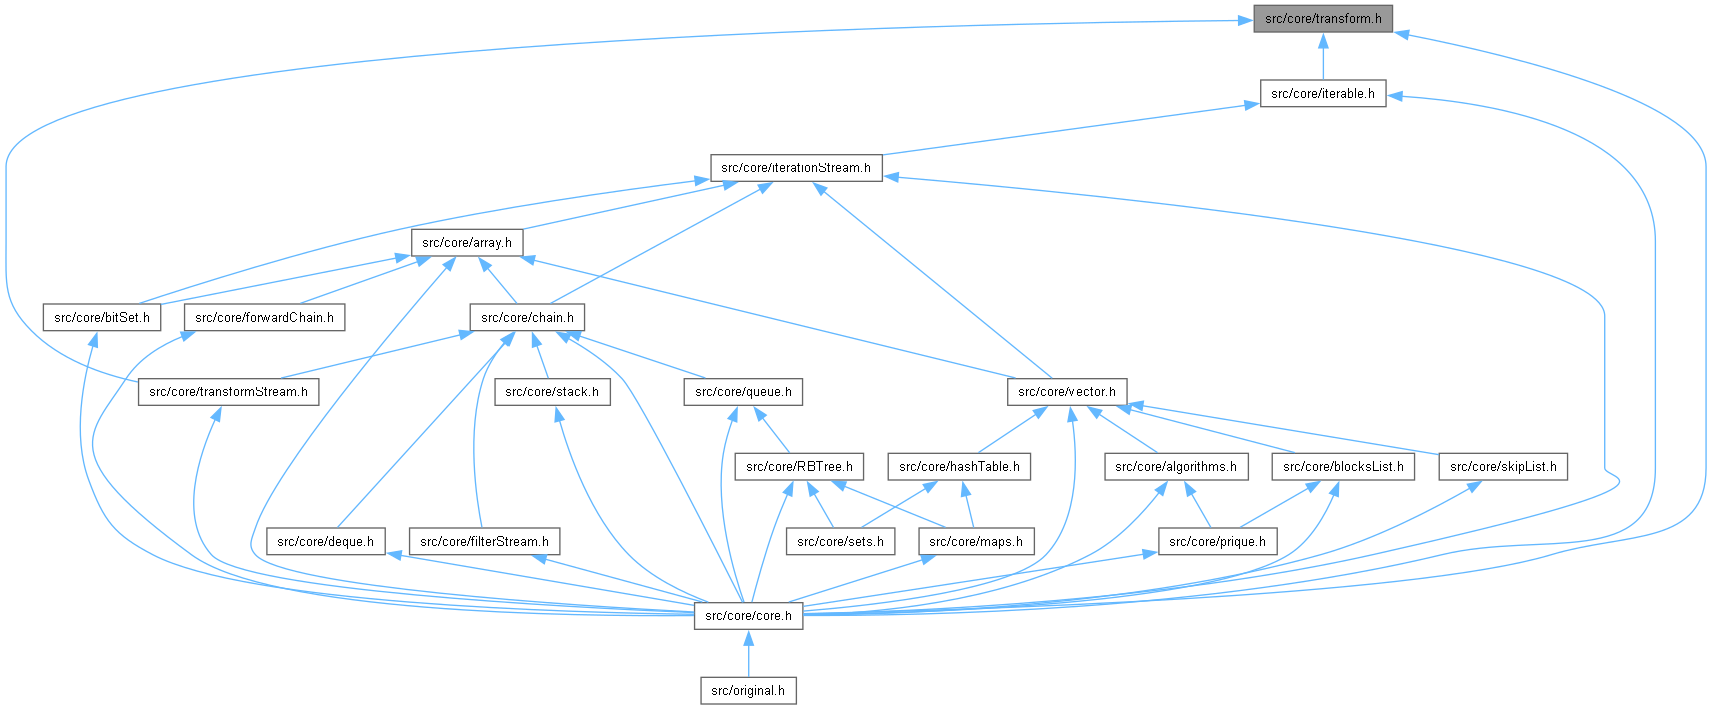 src/core/transform.h
src/core/iterable.h
src/core/iterationStream.h
src/core/array.h
src/core/bitSet.h
src/core/forwardChain.h
src/core/chain.h
src/core/transformStream.h
src/core/stack.h
src/core/queue.h
src/core/vector.h
src/core/RBTree.h
src/core/hashTable.h
src/core/algorithms.h
src/core/blocksList.h
src/core/skipList.h
src/core/deque.h
src/core/filterStream.h
src/core/sets.h
src/core/maps.h
src/core/prique.h
src/core/core.h
src/original.h